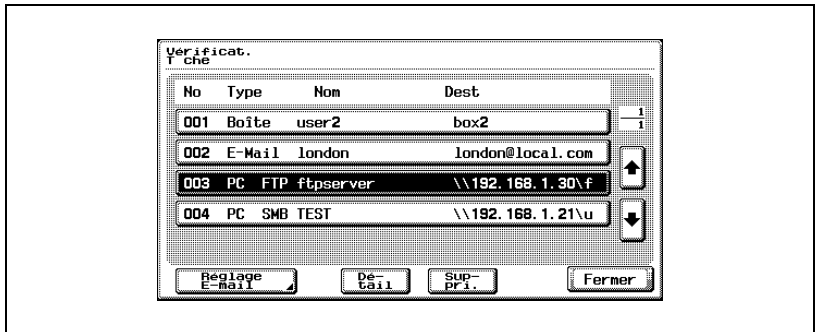 Vérificat.
T che
No Type Nom Dest
001 Boîte user2 box2
1
1
002 E-Mail london london@local.com
003 PC FTP ftpserver \\192.168.1.30\f
004 PC SMB TEST \\192.168.1.21\u
Réglage
E-mail
Dé-
tail
Sup-
pri.
Fermer